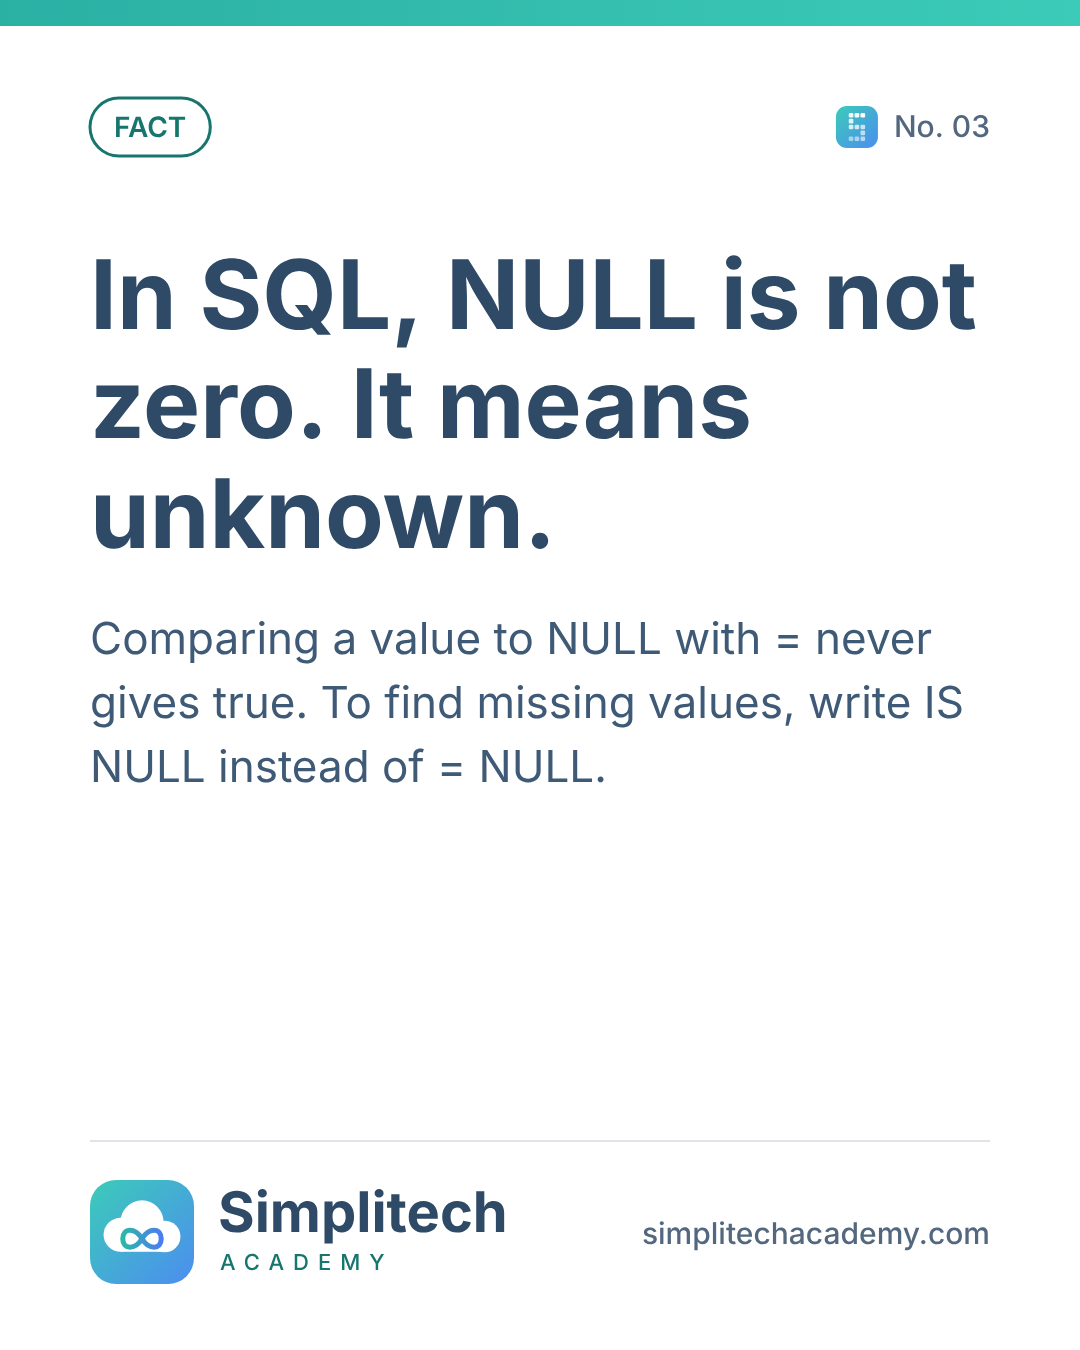 FACT
No. 03
In SQL, NULL is not
zero. It means
unknown.
Comparing a value to NULL with = never
gives true. To find missing values, write IS
NULL instead of = NULL.
Simplitech
ACADEMY
simplitechacademy.com